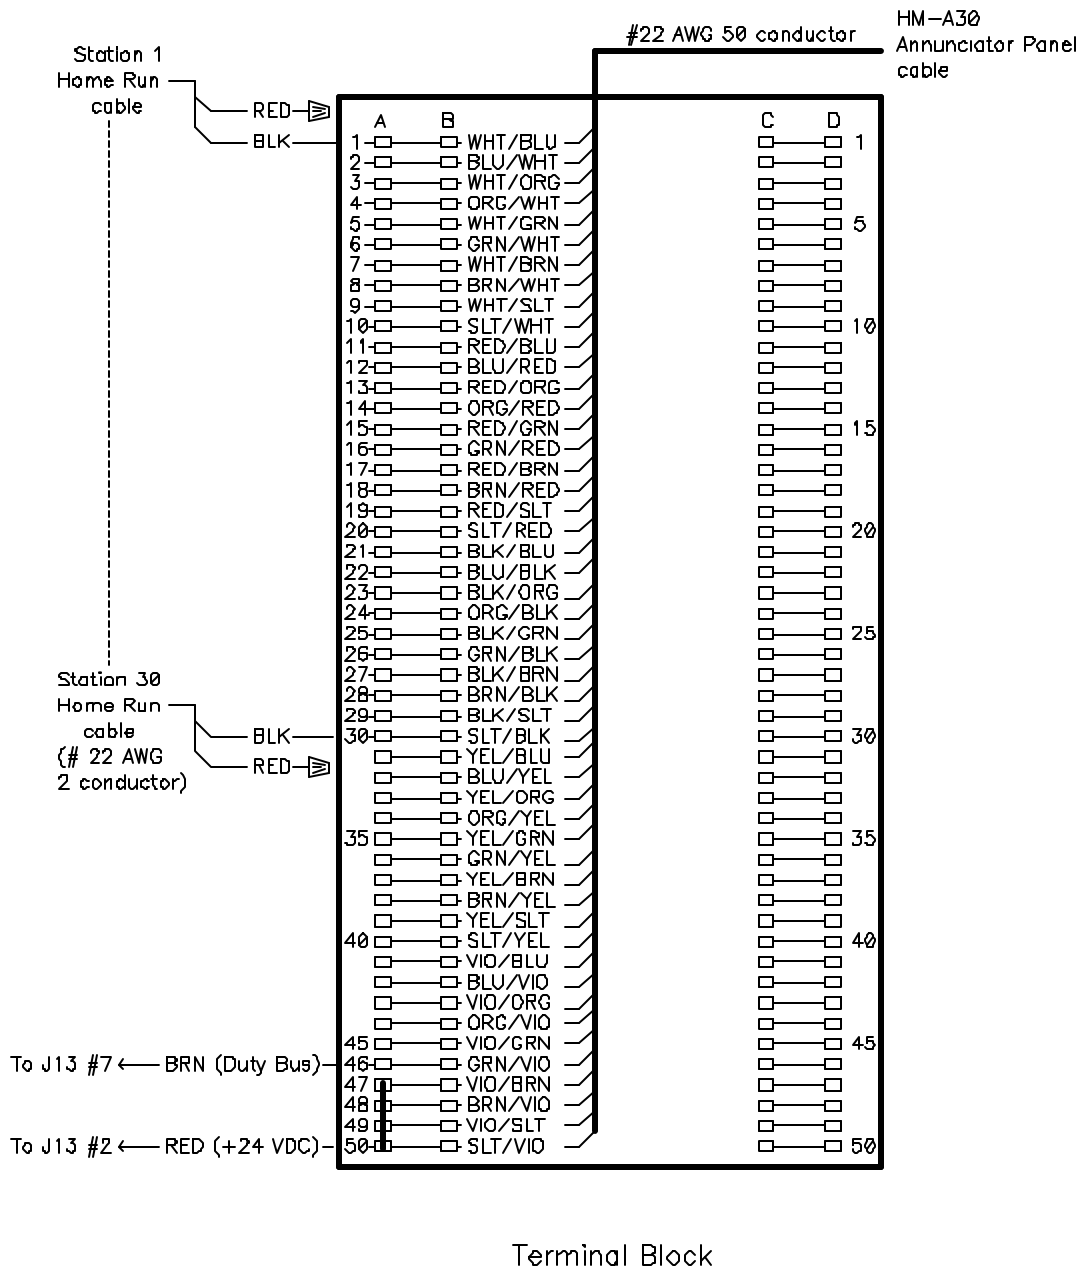 #22 AWG 50 conductor
HM-A30
Annunciator Panel
cable
Station 1
Home Run
cable
RED
BLK
A B C D
1 WHT/BLU 1
2 BLU/WHT
3 WHT/ORG
4 ORG/WHT
5 WHT/GRN 5
6 GRN/WHT
7 WHT/BRN
8 BRN/WHT
9 WHT/SLT
10 SLT/WHT 10
11 RED/BLU
12 BLU/RED
13 RED/ORG
14 ORG/RED
15 RED/GRN 15
16 GRN/RED
17 RED/BRN
18 BRN/RED
19 RED/SLT
20 SLT/RED 20
21 BLK/BLU
22 BLU/BLK
23 BLK/ORG
24 ORG/BLK
25 BLK/GRN 25
26 GRN/BLK
27 BLK/BRN
28 BRN/BLK
29 BLK/SLT
30 SLT/BLK 30
YEL/BLU
BLU/YEL
YEL/ORG
ORG/YEL
35 YEL/GRN 35
GRN/YEL
YEL/BRN
BRN/YEL
YEL/SLT
40 SLT/YEL 40
VIO/BLU
BLU/VIO
VIO/ORG
ORG/VIO
45 VIO/GRN 45
46 GRN/VIO
47 VIO/BRN
48 BRN/VIO
49 VIO/SLT
50 SLT/VIO 50
Station 30
Home Run
cable
(# 22 AWG
2 conductor)
BLK
RED
To J13 #7 BRN (Duty Bus)
To J13 #2 RED (+24 VDC)
Terminal Block